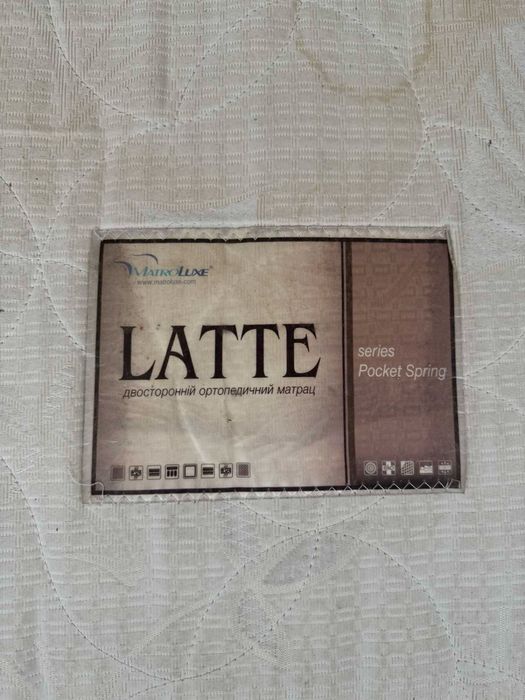 MATROLUXE®
www.matroluxe.com
LATTE
двосторонній ортопедичний матрац
series
Pocket Spring